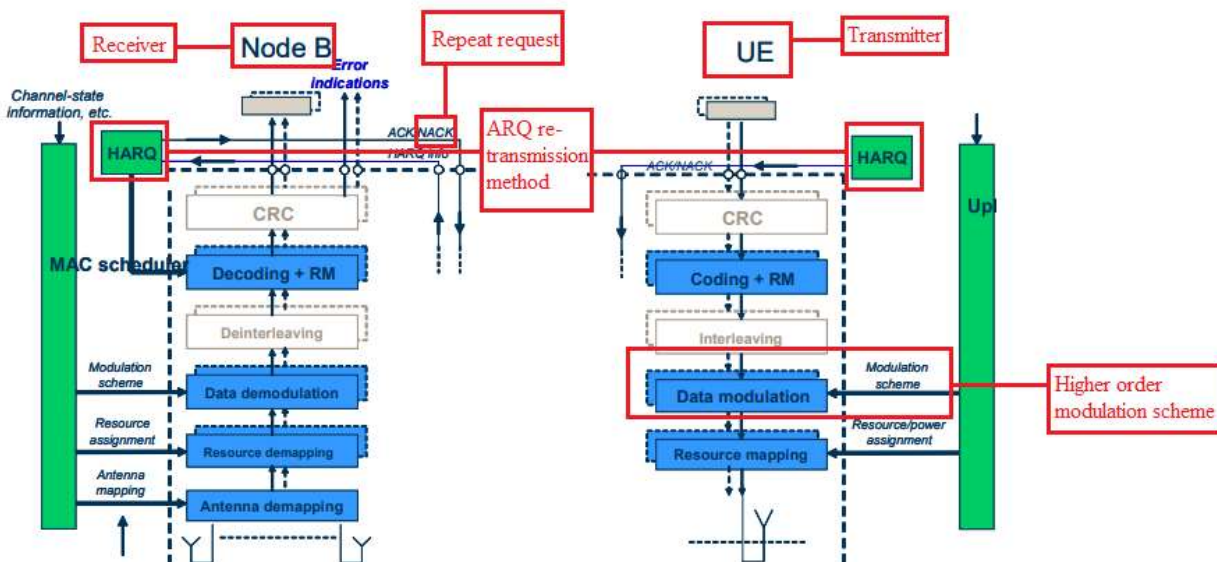 Receiver
Node B
Repeat request
UE
Transmitter
Error
indications
Channel-state
information, etc.
HARQ
ACK/NACK
HARQ info
ARQ re-
transmission
method
ACK/NACK
HARQ
CRC
CRC
Upl
MAC scheduler
Decoding + RM
Coding + RM
Deinterleaving
Interleaving
Modulation
scheme
Data demodulation
Data modulation
Modulation
scheme
Higher order
modulation scheme
Resource
assignment
Resource demapping
Resource mapping
Resource/power
assignment
Antenna
mapping
Antenna demapping